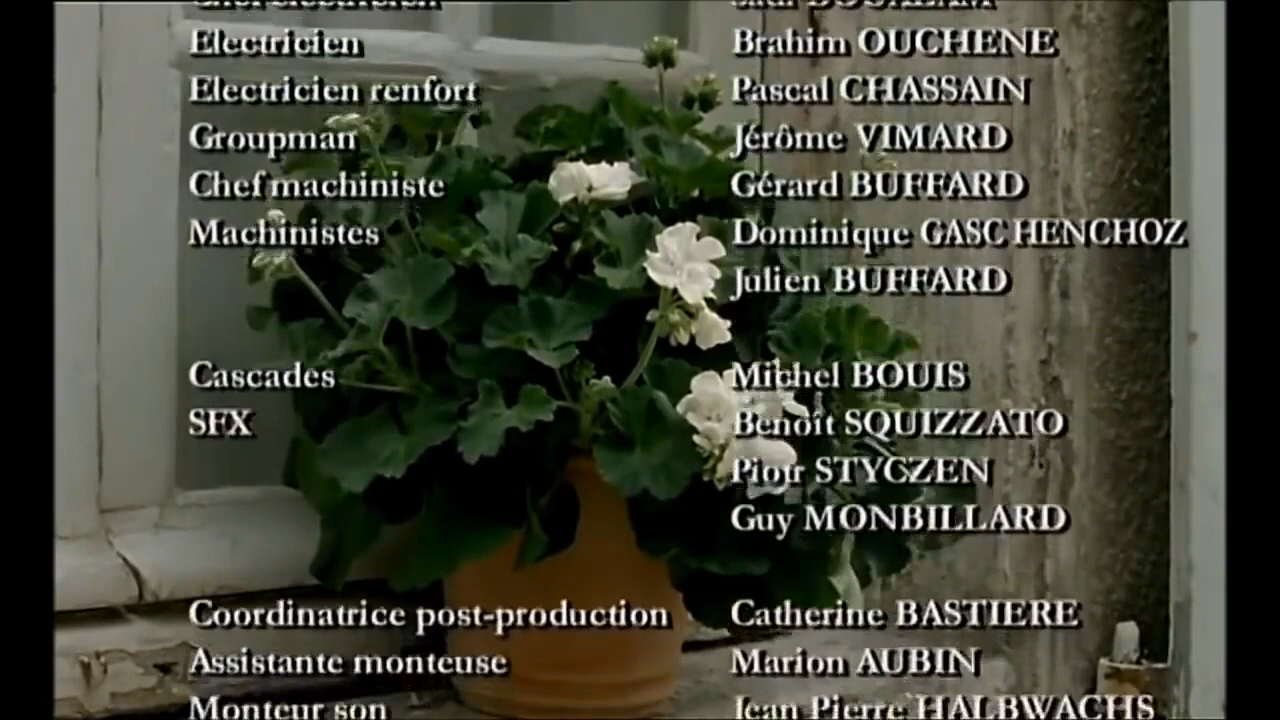 Chef électricien
Electricien Brahim OUCHENE
Electricien renfort Pascal CHASSAIN
Groupman Jérôme VIMARD
Chef machiniste Gérard BUFFARD
Machinistes Dominique GASC HENCHOZ
Julien BUFFARD
Cascades Michel BOUIS
SFX Benoît SQUIZZATO
Piotr STYCZEN
Guy MONBILLARD
Coordinatrice post-production Catherine BASTIERE
Assistante monteuse Marion AUBIN
Monteur son Jean Pierre HALBWACHS